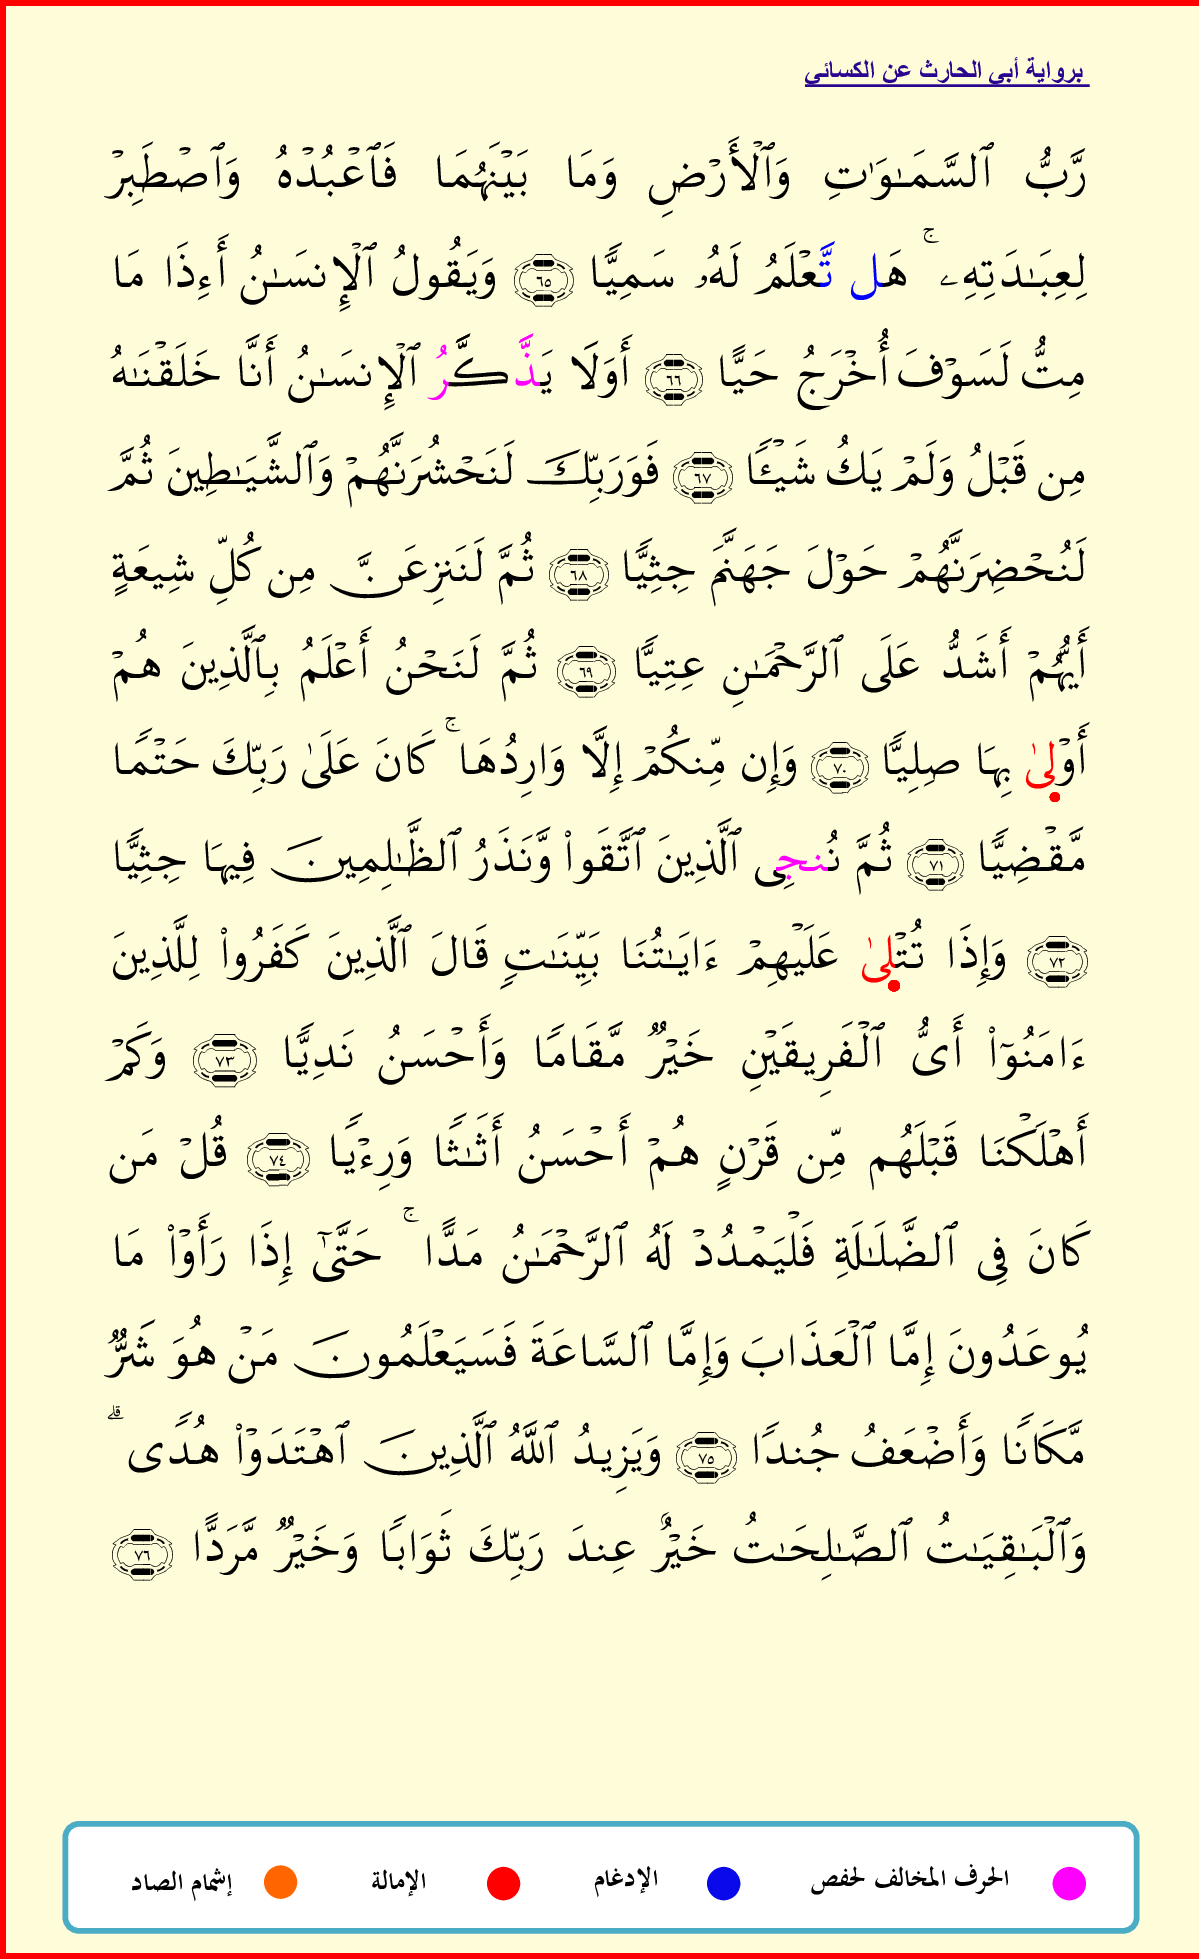 برواية أبي الحارث عن الكسائي
رَّبُّ ٱلسَّمَـٰوَٰتِ وَٱلْأَرْضِ وَمَا بَيْنَهُمَا فَٱعْبُدْهُ وَٱصْطَبِرْ
لِعِبَـٰدَتِهِۦ ۚ هَل تَّعْلَمُ لَهُۥ سَمِيًّا ٦٥ وَيَقُولُ ٱلْإِنسَـٰنُ أَءِذَا مَا
مِتُّ لَسَوْفَ أُخْرَجُ حَيًّا ٦٦ أَوَلَا يَذَّكَّرُ ٱلْإِنسَـٰنُ أَنَّا خَلَقْنَـٰهُ
مِن قَبْلُ وَلَمْ يَكُ شَيْـًٔا ٦٧ فَوَرَبِّكَ لَنَحْشُرَنَّهُمْ وَٱلشَّيَـٰطِينَ ثُمَّ
لَنُحْضِرَنَّهُمْ حَوْلَ جَهَنَّمَ جِثِيًّا ٦٨ ثُمَّ لَنَنزِعَنَّ مِن كُلِّ شِيعَةٍ
أَيُّهُمْ أَشَدُّ عَلَى ٱلرَّحْمَـٰنِ عِتِيًّا ٦٩ ثُمَّ لَنَحْنُ أَعْلَمُ بِٱلَّذِينَ هُمْ
أَوْلىٰ بِهَا صِلِيًّا ٧٠ وَإِن مِّنكُمْ إِلَّا وَارِدُهَا ۚ كَانَ عَلَىٰ رَبِّكَ حَتْمًا
مَّقْضِيًّا ٧١ ثُمَّ نُنجِى ٱلَّذِينَ ٱتَّقَوا۟ وَّنَذَرُ ٱلظَّـٰلِمِينَ فِيهَا جِثِيًّا
٧٢ وَإِذَا تُتْلىٰ عَلَيْهِمْ ءَايَـٰتُنَا بَيِّنَـٰتٍ قَالَ ٱلَّذِينَ كَفَرُوا۟ لِلَّذِينَ
ءَامَنُوٓا۟ أَىُّ ٱلْفَرِيقَيْنِ خَيْرٌ مَّقَامًا وَأَحْسَنُ نَدِيًّا ٧٣ وَكَمْ
أَهْلَكْنَا قَبْلَهُم مِّن قَرْنٍ هُمْ أَحْسَنُ أَثَـٰثًا وَرِءْيًا ٧٤ قُلْ مَن
كَانَ فِى ٱلضَّلَـٰلَةِ فَلْيَمْدُدْ لَهُ ٱلرَّحْمَـٰنُ مَدًّا ۚ حَتَّىٰٓ إِذَا رَأَوْا۟ مَا
يُوعَدُونَ إِمَّا ٱلْعَذَابَ وَإِمَّا ٱلسَّاعَةَ فَسَيَعْلَمُونَ مَنْ هُوَ شَرٌّ
مَّكَانًا وَأَضْعَفُ جُندًا ٧٥ وَيَزِيدُ ٱللَّهُ ٱلَّذِينَ ٱهْتَدَوْا۟ هُدًى ۗ
وَٱلْبَـٰقِيَـٰتُ ٱلصَّـٰلِحَـٰتُ خَيْرٌ عِندَ رَبِّكَ ثَوَابًا وَخَيْرٌ مَّرَدًّا ٧٦
الحرف المخالف لحفص الإدغام الإمالة إشمام الصاد